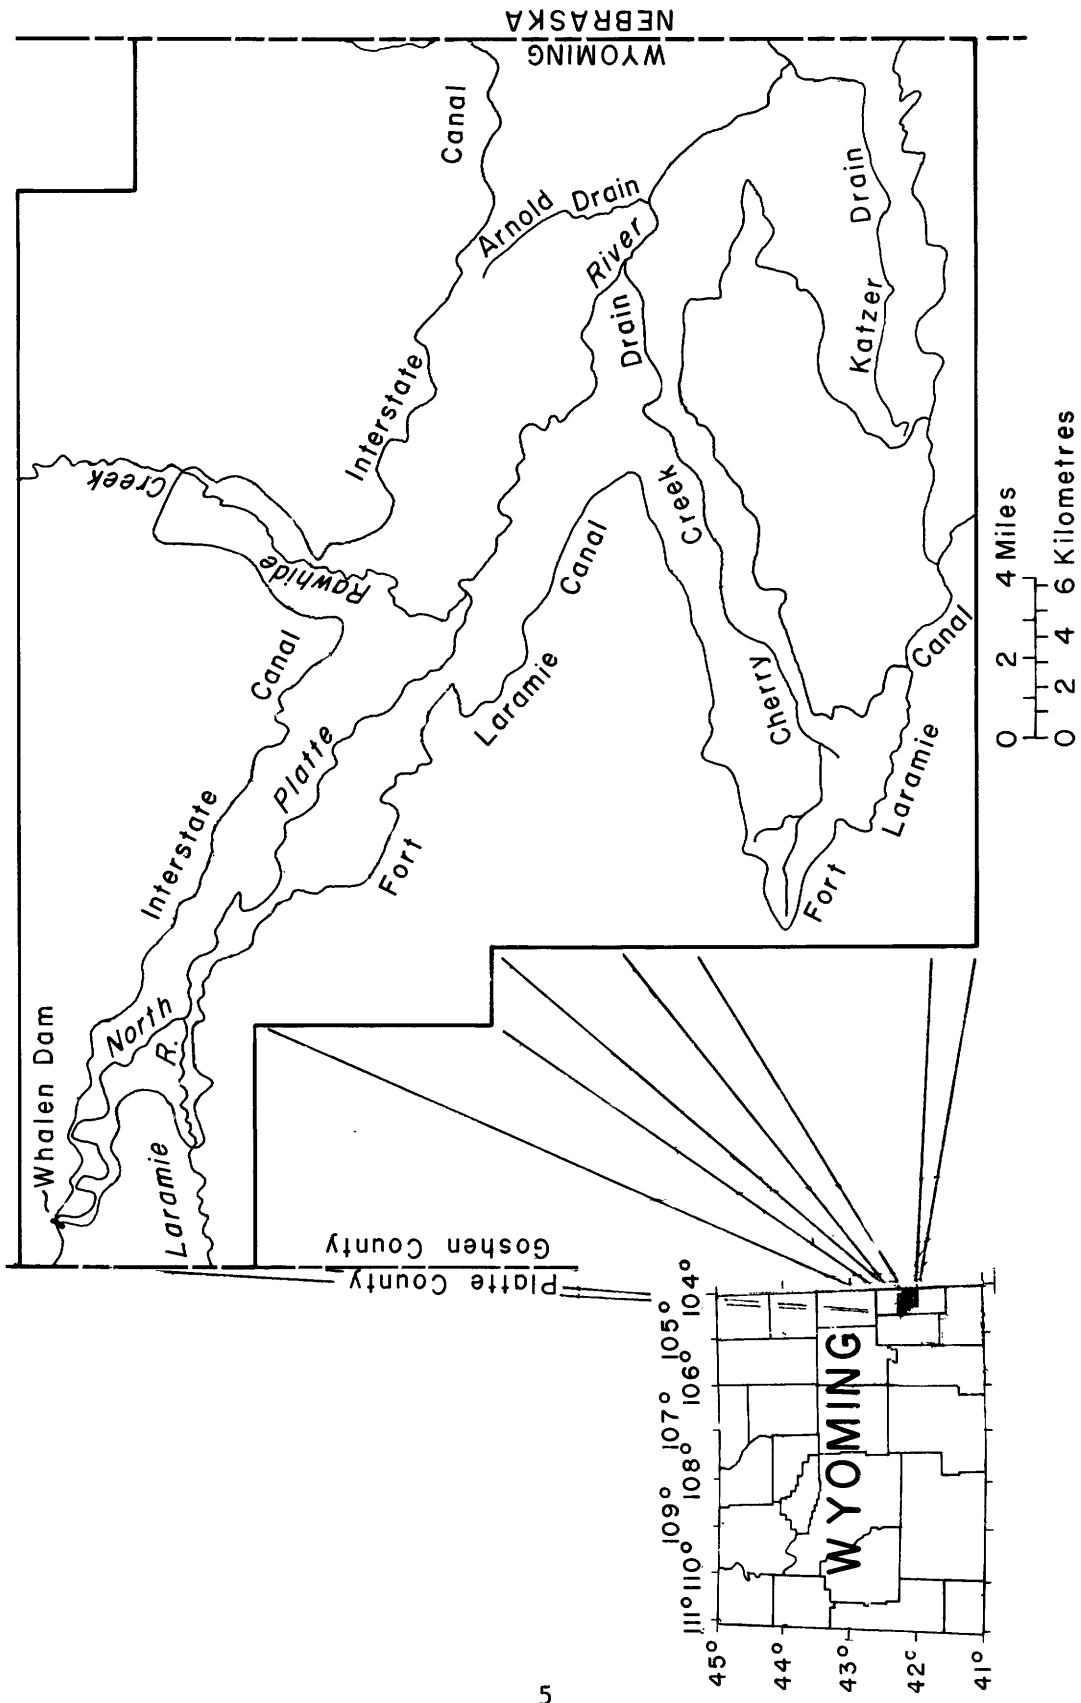 Whalen Dam
North
Platte
River
Laramie
R.
Interstate
Canal
Rawhide
Creek
Interstate
Canal
Arnold Drain
WYOMING
NEBRASKA
Platte County
Goshen County
Fort
Laramie
Canal
Cherry
Creek
Drain
Katzer
Drain
Fort
Laramie
Canal
0 2 4 Miles
0 2 4 6 Kilometres
111° 110° 109° 108° 107° 106° 105° 104°
45°
44°
43°
42c
41°
WYOMING
5